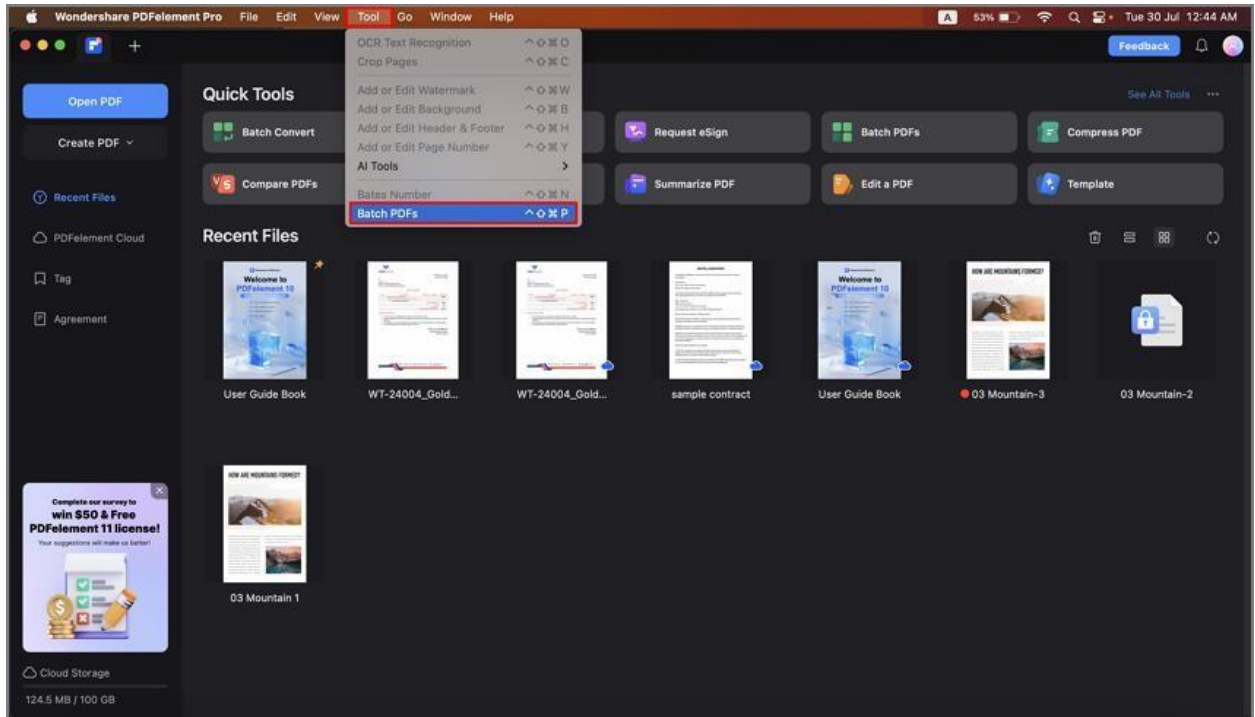 Wondershare PDFelement Pro File Edit View Tool Go Window Help A 53% Tue 30 Jul 12:44 AM
Feedback
OCR Text Recognition ^⇧⌘O
Crop Pages ^⇧⌘C
Add or Edit Watermark ^⇧⌘W
Add or Edit Background ^⇧⌘B
Add or Edit Header & Footer ^⇧⌘H
Add or Edit Page Number ^⇧⌘Y
AI Tools >
Bates Number ^⇧⌘N
Batch PDFs ^⇧⌘P
Open PDF
Create PDF
Recent Files
PDFelement Cloud
Tag
Agreement
Quick Tools
See All Tools
Batch Convert
Request eSign
Batch PDFs
Compress PDF
Compare PDFs
Summarize PDF
Edit a PDF
Template
Recent Files
Welcome to
PDFelement 10
Welcome to
PDFelement 10
HOW ARE MOUNTAINS FORMED?
User Guide Book
WT-24004_Gold...
WT-24004_Gold...
sample contract
User Guide Book
03 Mountain-3
03 Mountain-2
HOW ARE MOUNTAINS FORMED?
03 Mountain 1
Complete our survey to
win $50 & Free
PDFelement 11 license!
Your suggestions will make us better!
Cloud Storage
124.5 MB / 100 GB